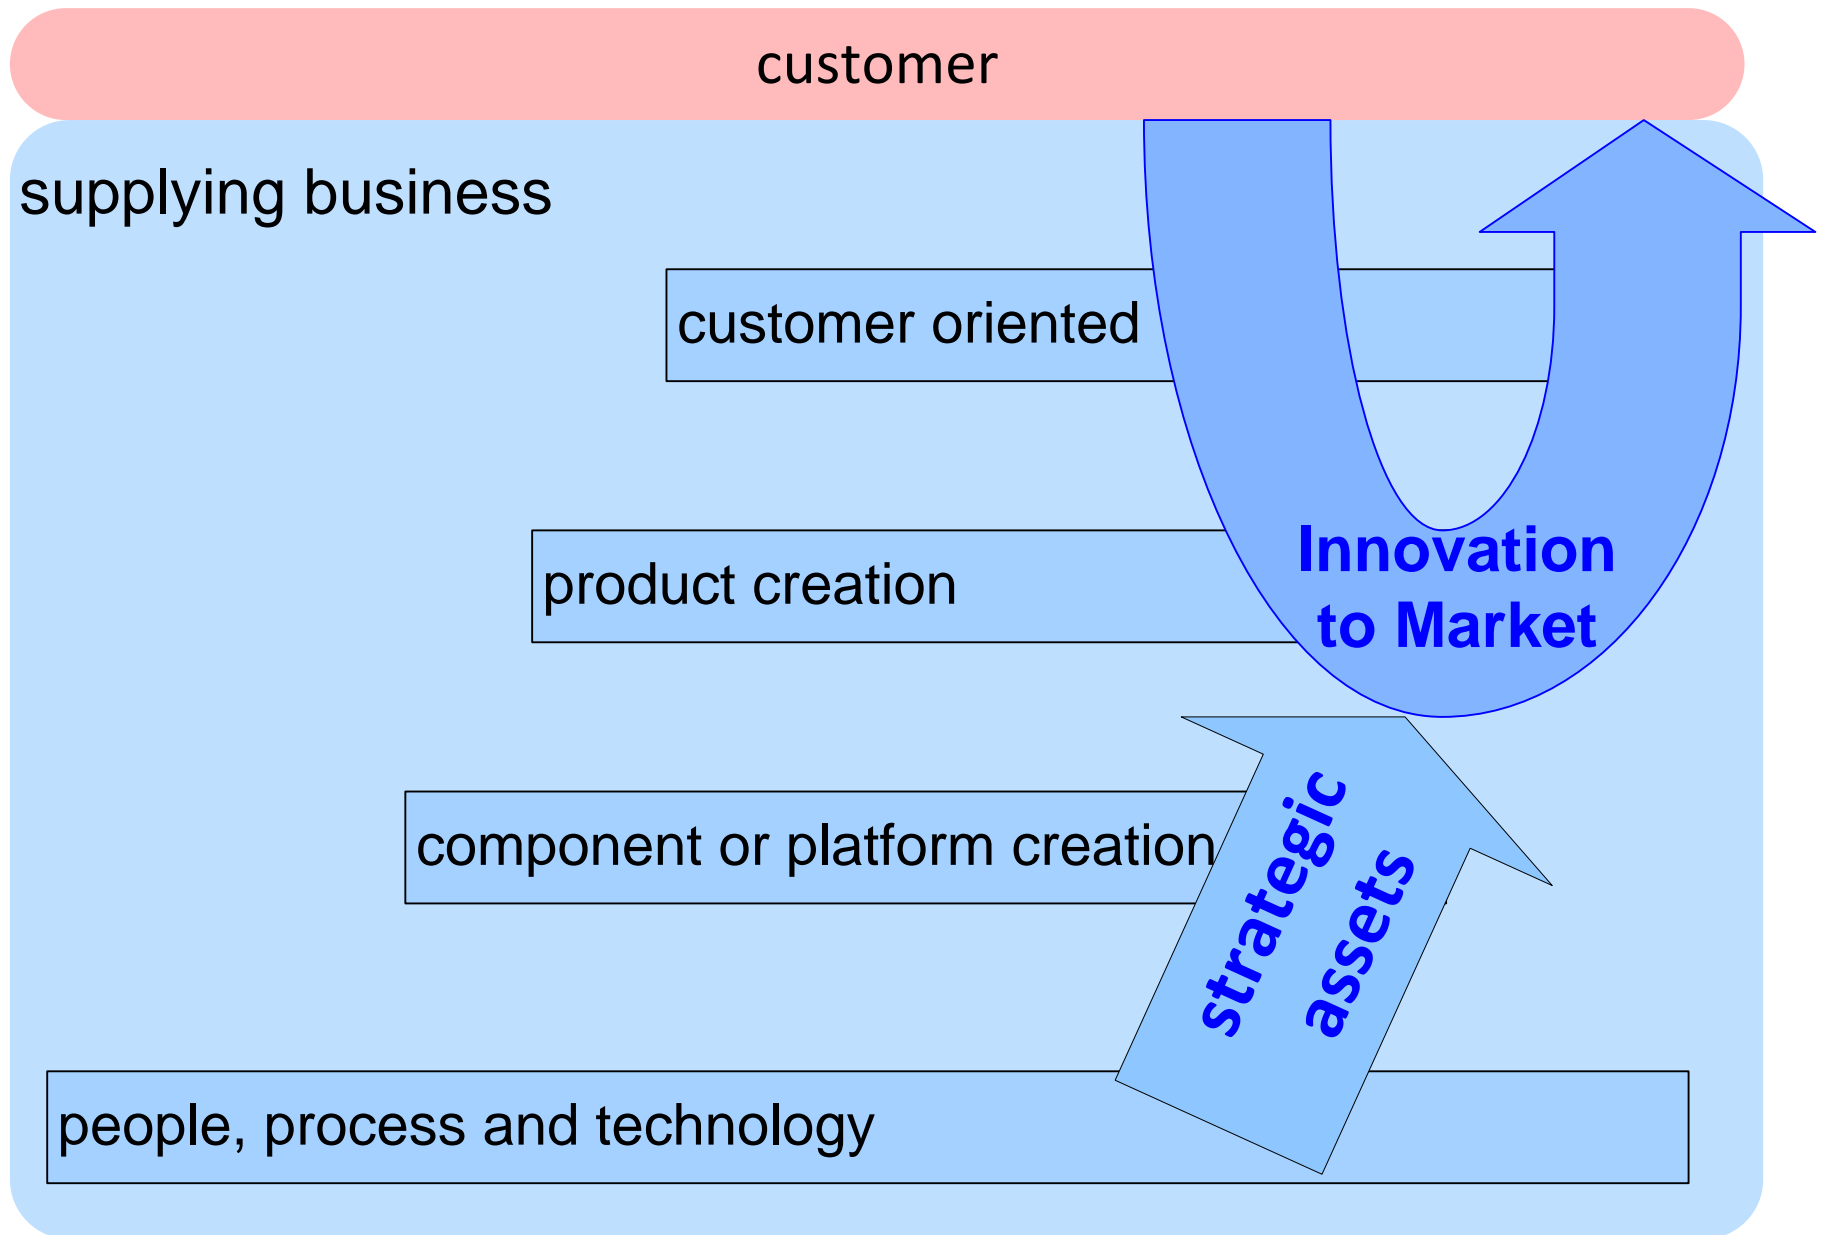 customer
supplying business
customer oriented
product creation
Innovation
to Market
component or platform creation
strategic
assets
people, process and technology